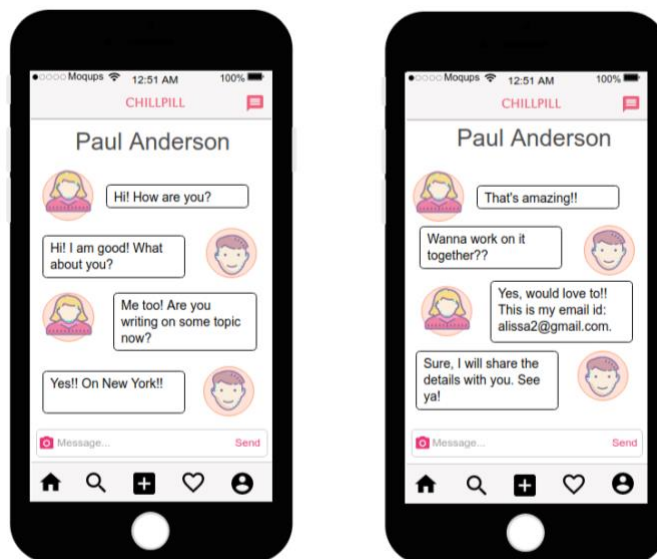 Moqups 12:51 AM 100%
CHILLPILL
Paul Anderson
Hi! How are you?
Hi! I am good! What
about you?
Me too! Are you
writing on some topic
now?
Yes!! On New York!!
Message... Send
Moqups 12:51 AM 100%
CHILLPILL
Paul Anderson
That's amazing!!
Wanna work on it
together??
Yes, would love to!!
This is my email id:
alissa2@gmail.com.
Sure, I will share the
details with you. See
ya!
Message... Send